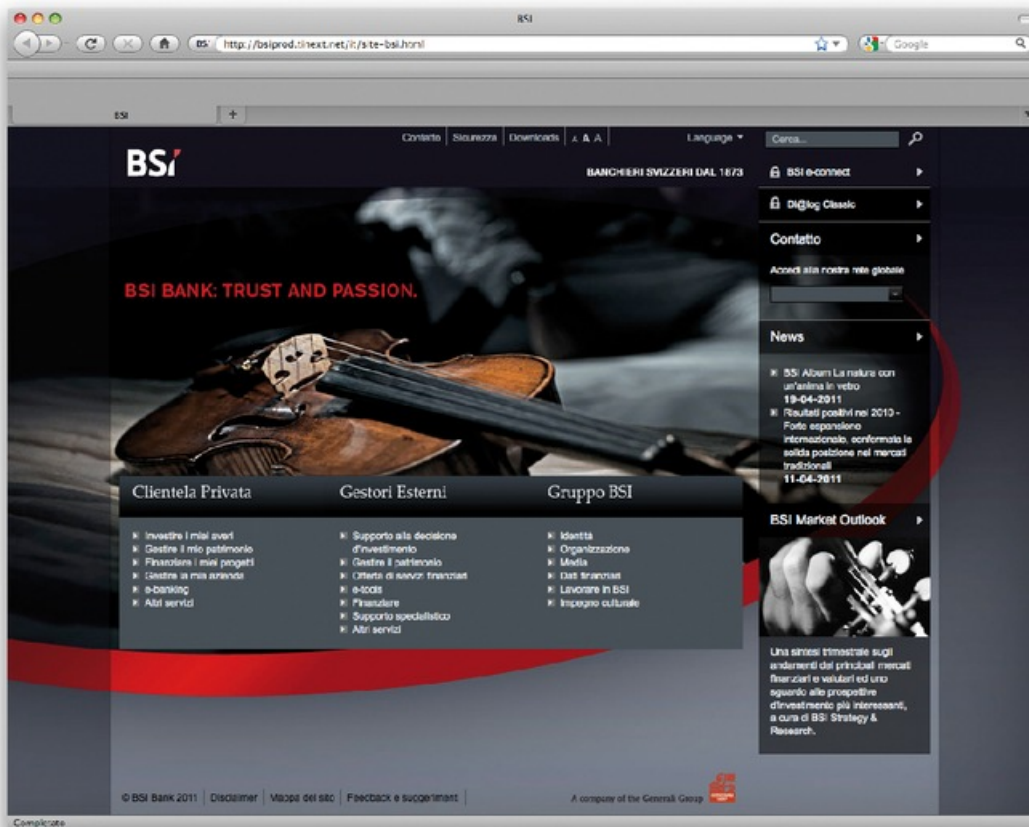 BSI
http://bsiprod.tinext.net/it/site-bsi.html
Google
BSI
Contatto Sicurezza Downloads A A A Language
Cerca...
BSI
BANCHIERI SVIZZERI DAL 1873
BSI e-connect
Di@log Classic
Contatto
Accedi alla nostra rete globale
BSI BANK: TRUST AND PASSION.
News
BSI Album La natura con
un'anima in vetro
19-04-2011
Risultati positivi nel 2010 -
Forte espansione
internazionale, confermata la
solida posizione nei mercati
tradizionali
11-04-2011
Clientela Privata
Investire i miei averi
Gestire il mio patrimonio
Finanziare i miei progetti
Gestire la mia azienda
e-banking
Altri servizi
Gestori Esterni
Supporto alla decisione
d'investimento
Gestire il patrimonio
Offerta di servizi finanziari
e-tools
Finanziare
Supporto specialistico
Altri servizi
Gruppo BSI
Identità
Organizzazione
Media
Dati finanziari
Lavorare in BSI
Impegno culturale
BSI Market Outlook
Una sintesi trimestrale sugli
andamenti dei principali mercati
finanziari e valutari ed uno
sguardo alle prospettive
d'investimento più interessanti,
a cura di BSI Strategy &
Research.
© BSI Bank 2011 Disclaimer Mappa del sito Feedback e suggerimenti
A company of the Generali Group
Completato